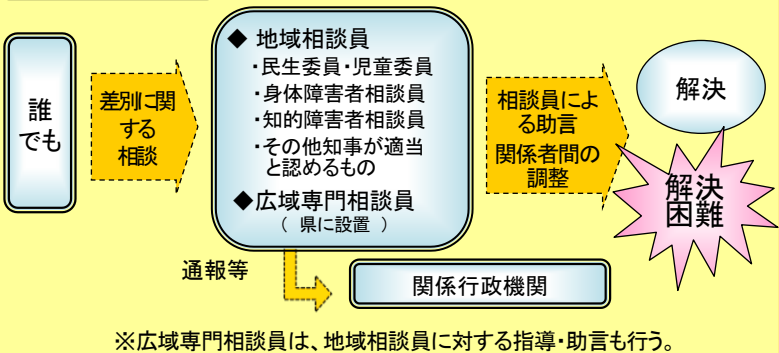 誰
でも
差別に関
する
相談
◆ 地域相談員
・民生委員・児童委員
・身体障害者相談員
・知的障害者相談員
・その他知事が適当
と認めるもの
◆広域専門相談員
（ 県に設置 ）
相談員によ
る助言
関係者間の
調整
解決
解決
困難
通報等
関係行政機関
※広域専門相談員は、地域相談員に対する指導・助言も行う。